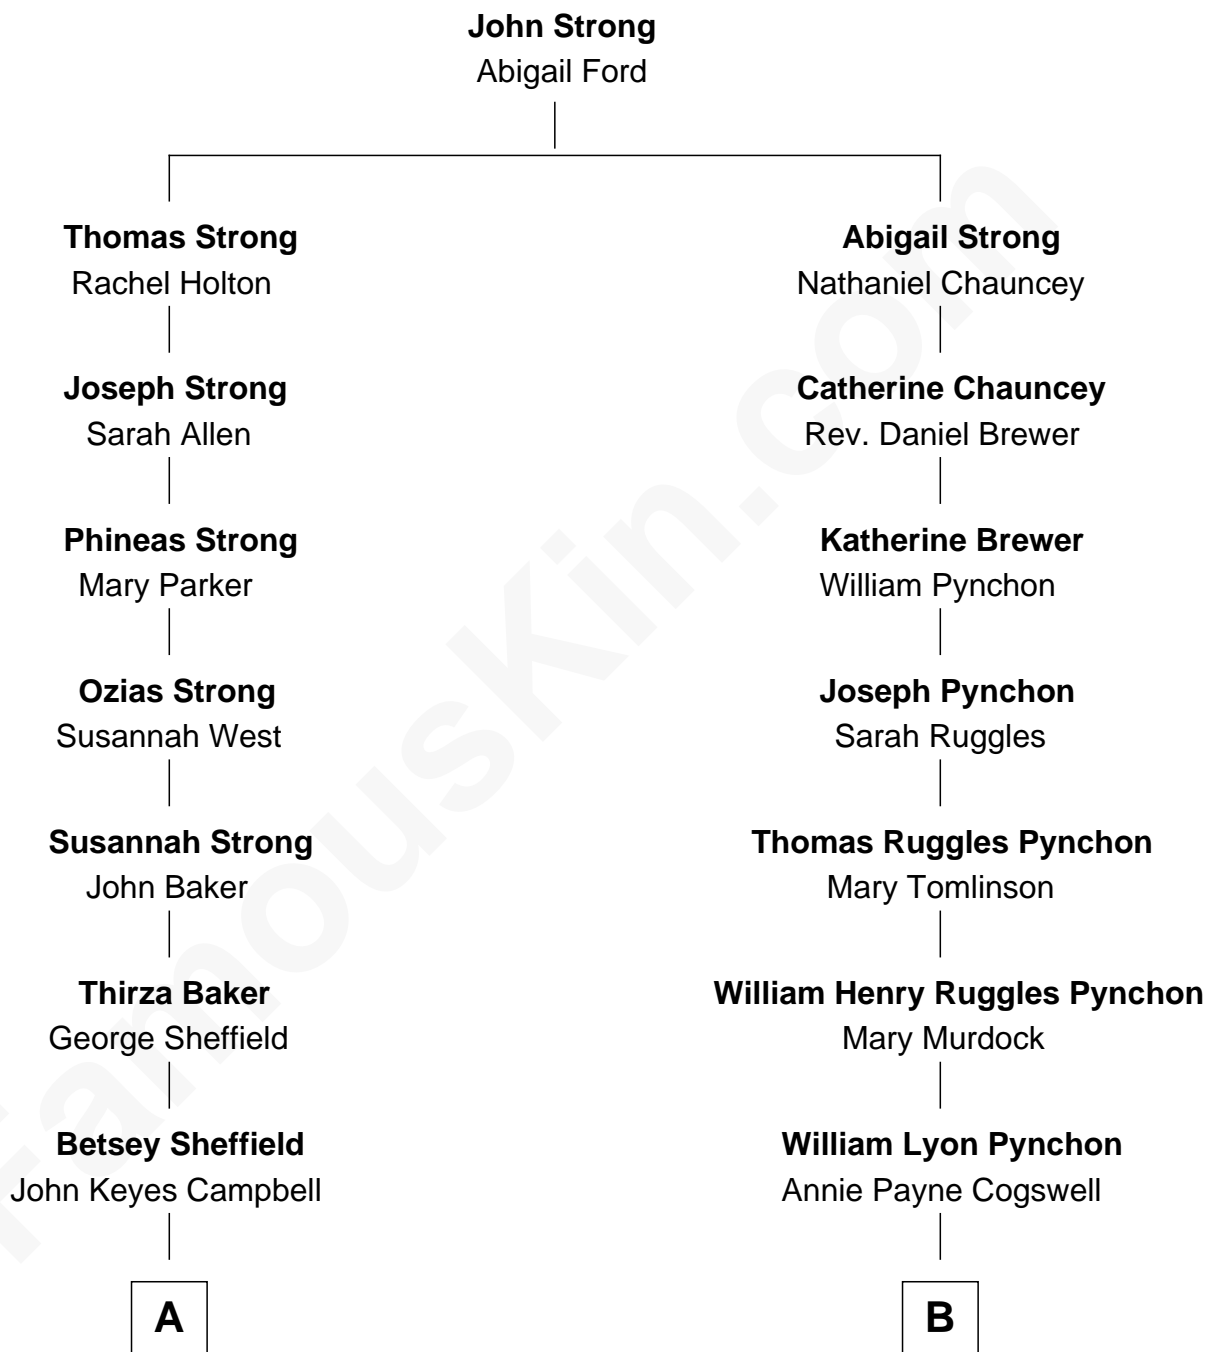 John Strong
Abigail Ford
Thomas Strong
Rachel Holton
Joseph Strong
Sarah Allen
Phineas Strong
Mary Parker
Ozias Strong
Susannah West
Susannah Strong
John Baker
Thirza Baker
George Sheffield
Betsey Sheffield
John Keyes Campbell
A
Abigail Strong
Nathaniel Chauncey
Catherine Chauncey
Rev. Daniel Brewer
Katherine Brewer
William Pynchon
Joseph Pynchon
Sarah Ruggles
Thomas Ruggles Pynchon
Mary Tomlinson
William Henry Ruggles Pynchon
Mary Murdock
William Lyon Pynchon
Annie Payne Cogswell
B
FamousKin.com